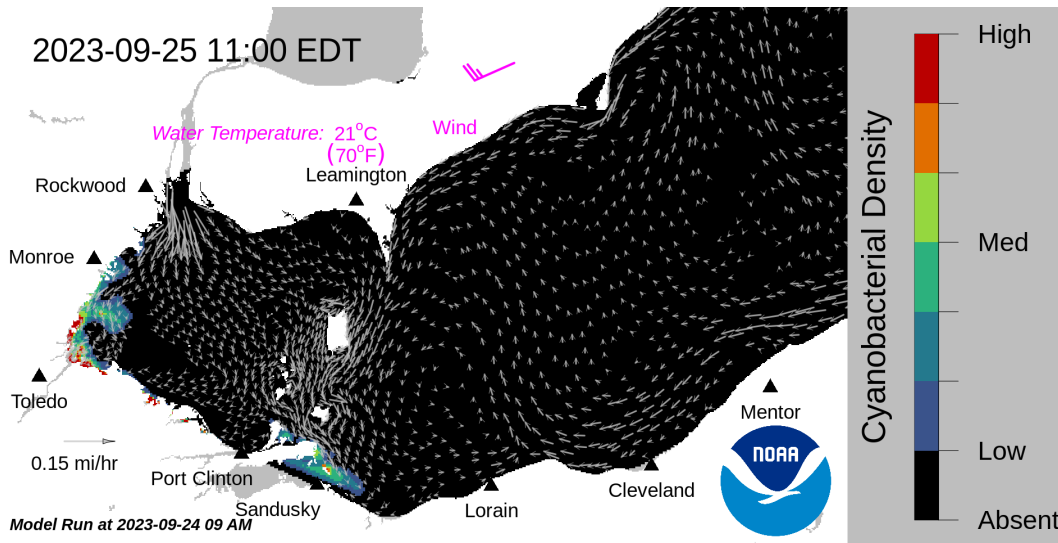 2023-09-25 11:00 EDT
High
Water Temperature: 21°C
(70°F)
Wind
Leamington
Rockwood
Monroe
Cyanobacterial Density
Med
Toledo
Mentor
0.15 mi/hr
NOAA
Low
Port Clinton
Cleveland
Sandusky
Lorain
Model Run at 2023-09-24 09 AM
Absent